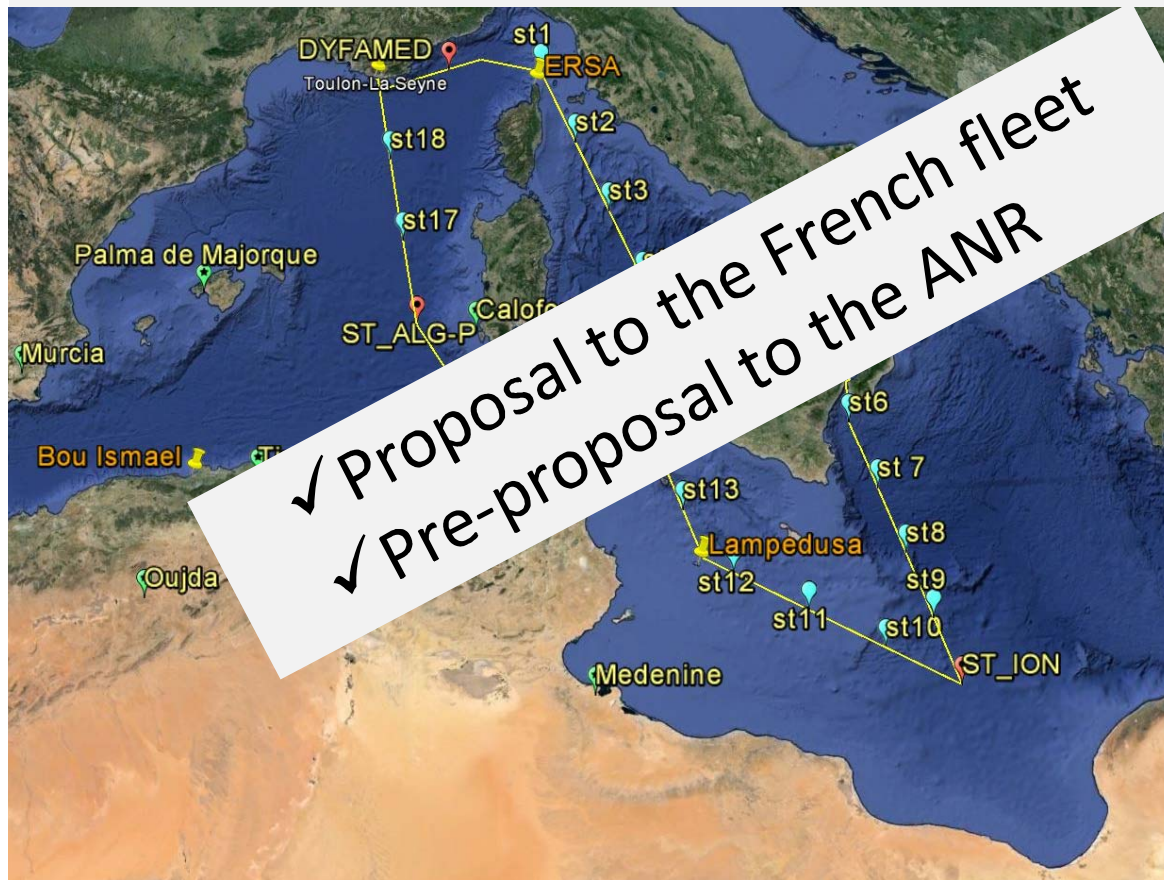 st1
DYFAMED
ERSA
Toulon-La Seyne
st2
st18
st3
st17
Palma de Majorque
Calofo
ST_ALG-P
Murcia
st6
Bou Ismael
st 7
✓Proposal to the French fleet
✓Pre-proposal to the ANR
st13
st8
Lampedusa
Oujda
st12
st9
st11
st10
ST_ION
Medenine